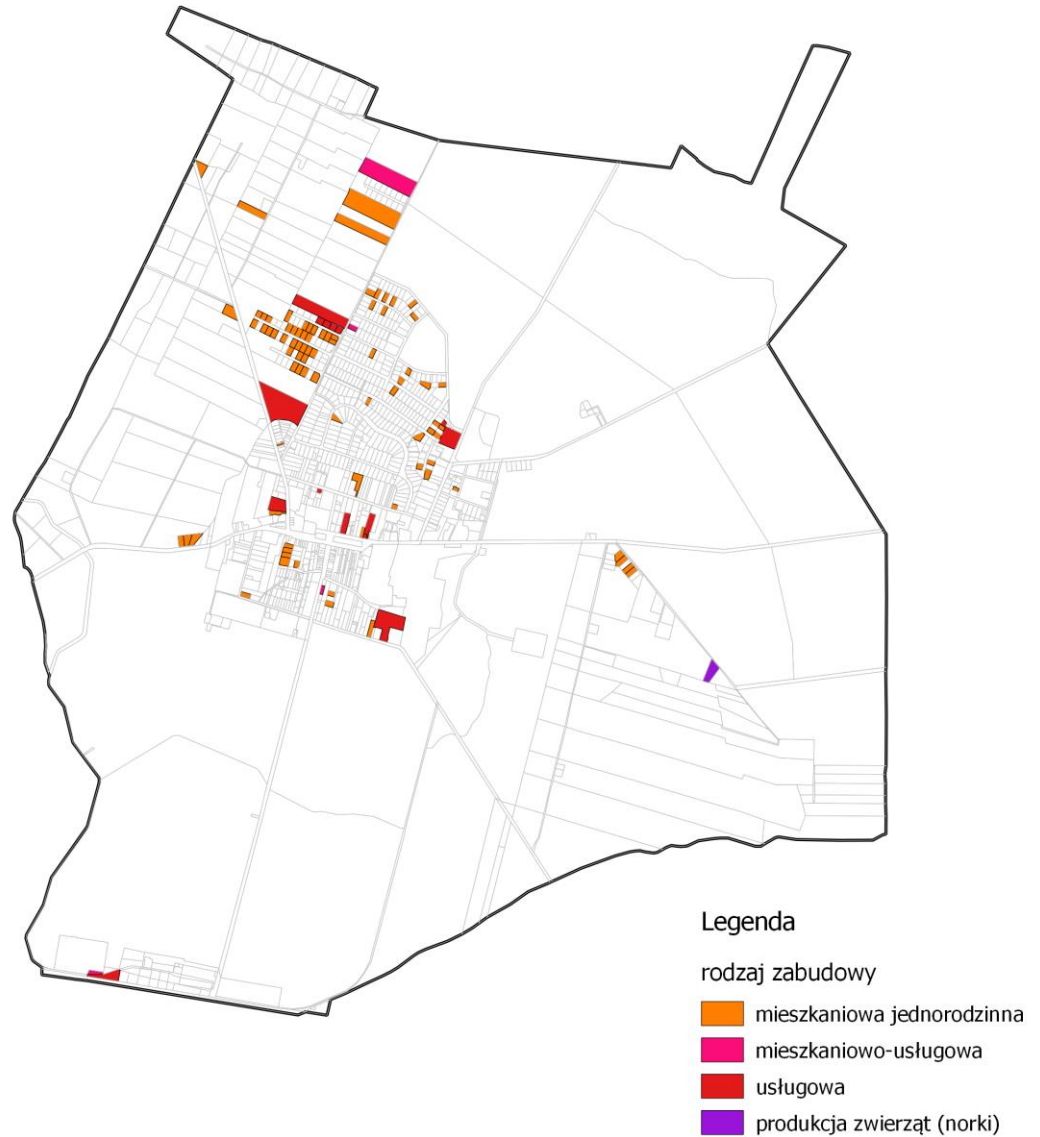 Legenda
rodzaj zabudowy
mieszkaniowa jednorodzinna
mieszkaniowo-usługowa
usługowa
produkcja zwierząt (norki)